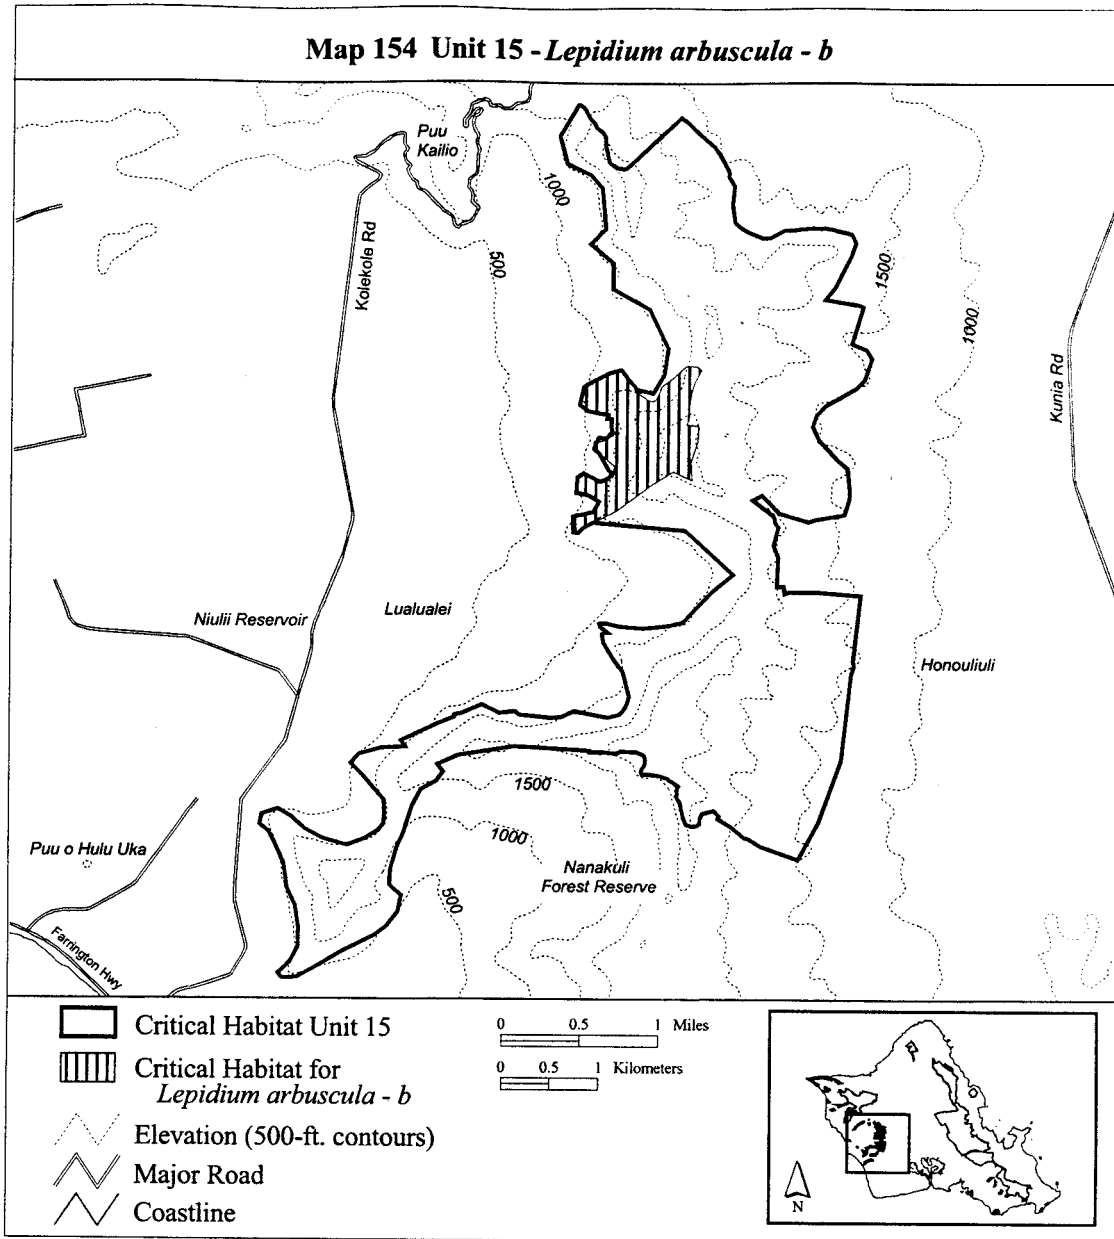 Map 154 Unit 15 - Lepidium arbuscula - b
Puu
Kailio
1000
500
Kolekole Rd
1500
1000
Kunia Rd
Niulii Reservoir
Lualualei
Honouliuli
1500
1000
Puu o Hulu Uka
Nanakuli
Forest Reserve
500
Farrington Hwy
Critical Habitat Unit 15
Critical Habitat for
Lepidium arbuscula - b
Elevation (500-ft. contours)
Major Road
Coastline
0 0.5 1 Miles
0 0.5 1 Kilometers
N